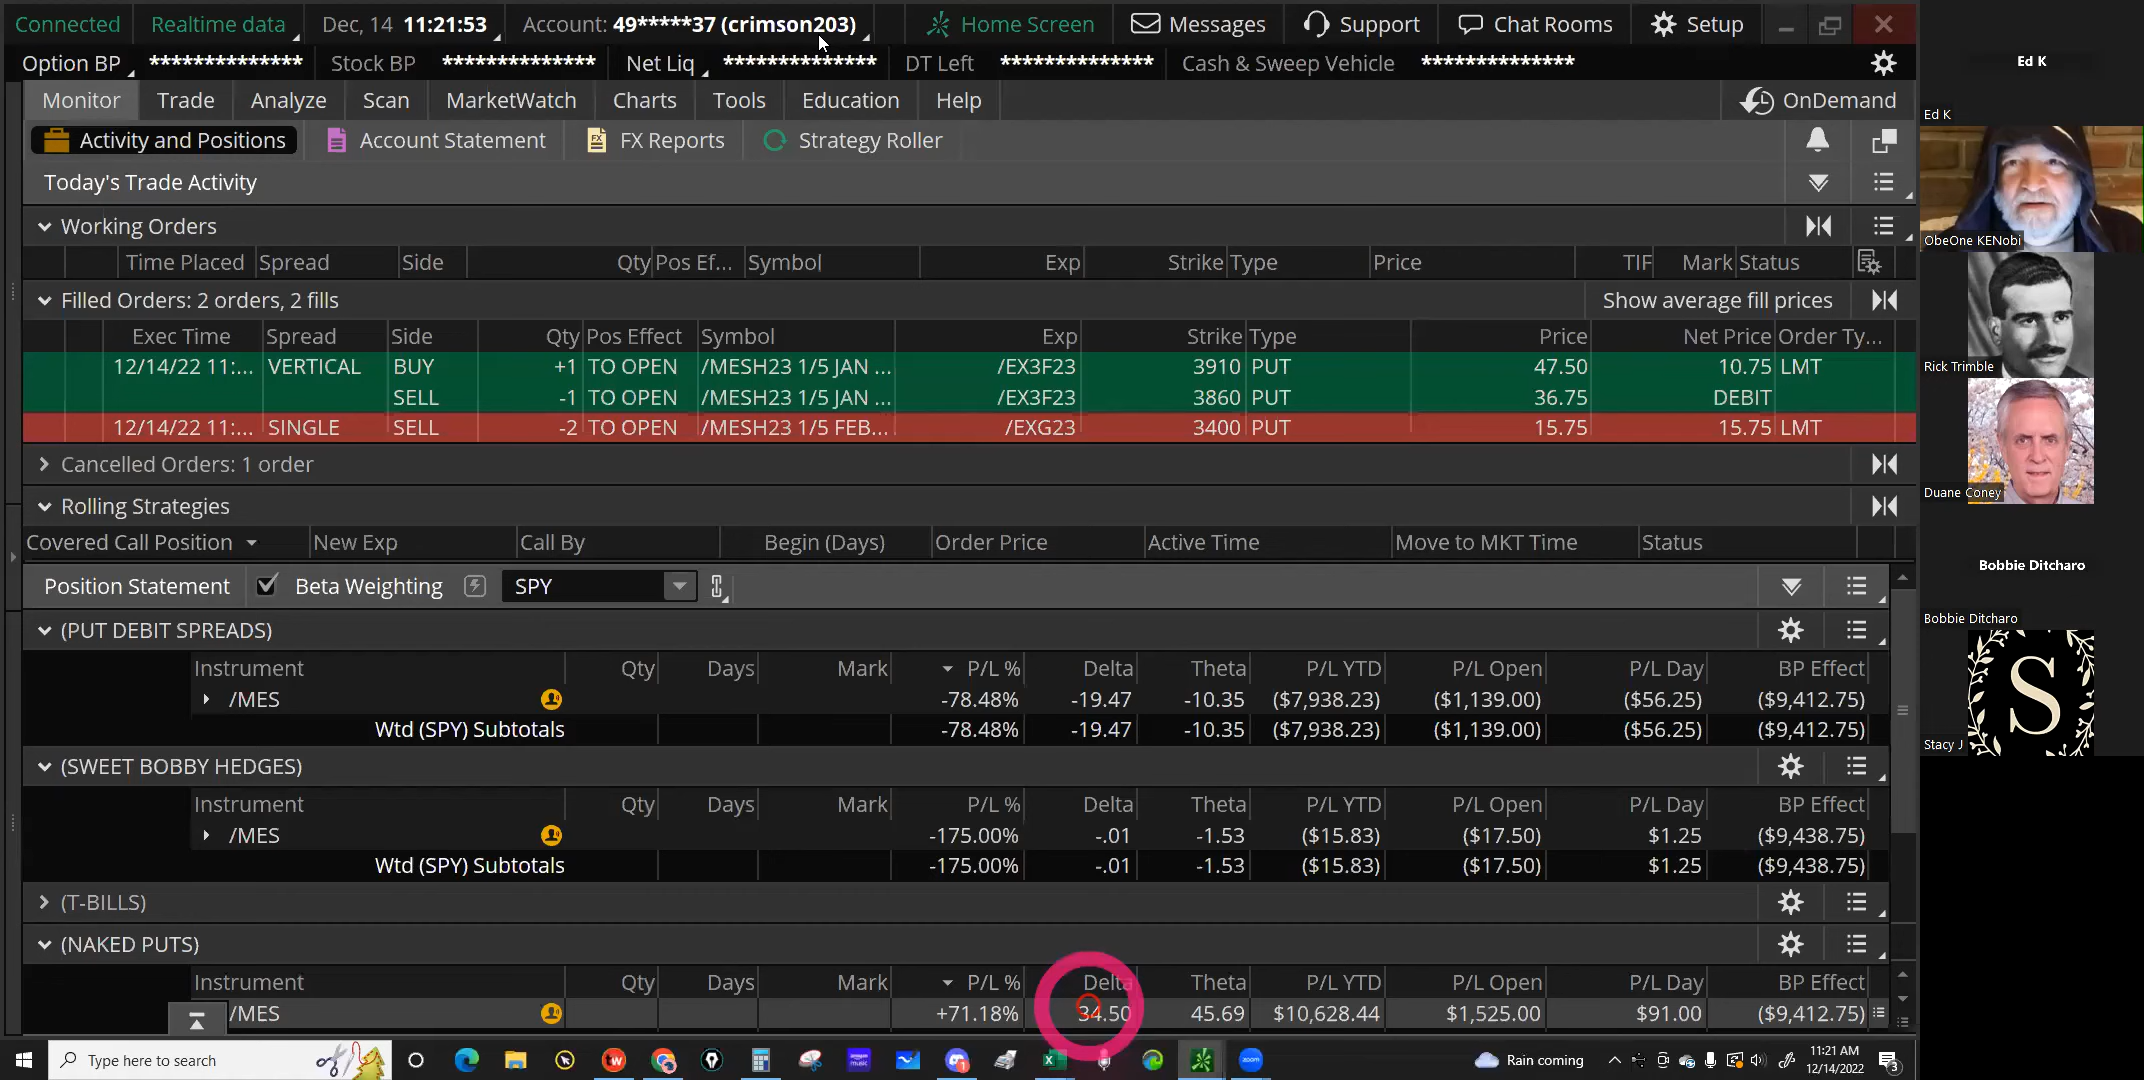 Connected Realtime data Dec, 14 11:21:53 Account: 49*****37 (crimson203) Home Screen Messages Support Chat Rooms Setup
Option BP ************** Stock BP ************** Net Liq ************** DT Left ************** Cash & Sweep Vehicle **************
Monitor Trade Analyze Scan MarketWatch Charts Tools Education Help OnDemand
Activity and Positions Account Statement FX Reports Strategy Roller
Today's Trade Activity
Working Orders
Time Placed Spread Side Qty Pos Ef... Symbol Exp Strike Type Price TIF Mark Status
Filled Orders: 2 orders, 2 fills Show average fill prices
Exec Time Spread Side Qty Pos Effect Symbol Exp Strike Type Price Net Price Order Ty...
12/14/22 11:... VERTICAL BUY +1 TO OPEN /MESH23 1/5 JAN ... /EX3F23 3910 PUT 47.50 10.75 LMT
SELL -1 TO OPEN /MESH23 1/5 JAN ... /EX3F23 3860 PUT 36.75 DEBIT
12/14/22 11:... SINGLE SELL -2 TO OPEN /MESH23 1/5 FEB... /EXG23 3400 PUT 15.75 15.75 LMT
Cancelled Orders: 1 order
Rolling Strategies
Covered Call Position New Exp Call By Begin (Days) Order Price Active Time Move to MKT Time Status
Position Statement Beta Weighting SPY
(PUT DEBIT SPREADS)
Instrument Qty Days Mark P/L % Delta Theta P/L YTD P/L Open P/L Day BP Effect
/MES -78.48% -19.47 -10.35 ($7,938.23) ($1,139.00) ($56.25) ($9,412.75)
Wtd (SPY) Subtotals -78.48% -19.47 -10.35 ($7,938.23) ($1,139.00) ($56.25) ($9,412.75)
(SWEET BOBBY HEDGES)
Instrument Qty Days Mark P/L % Delta Theta P/L YTD P/L Open P/L Day BP Effect
/MES -175.00% -.01 -1.53 ($15.83) ($17.50) $1.25 ($9,438.75)
Wtd (SPY) Subtotals -175.00% -.01 -1.53 ($15.83) ($17.50) $1.25 ($9,438.75)
(T-BILLS)
(NAKED PUTS)
Instrument Qty Days Mark P/L % Delta Theta P/L YTD P/L Open P/L Day BP Effect
/MES +71.18% 34.50 45.69 $10,628.44 $1,525.00 $91.00 ($9,412.75)
Type here to search
Rain coming
11:21 AM
12/14/2022
3
Ed K
Ed K
ObeOne KENobi
Rick Trimble
Duane Coney
Bobbie Ditcharo
Bobbie Ditcharo
S
Stacy J